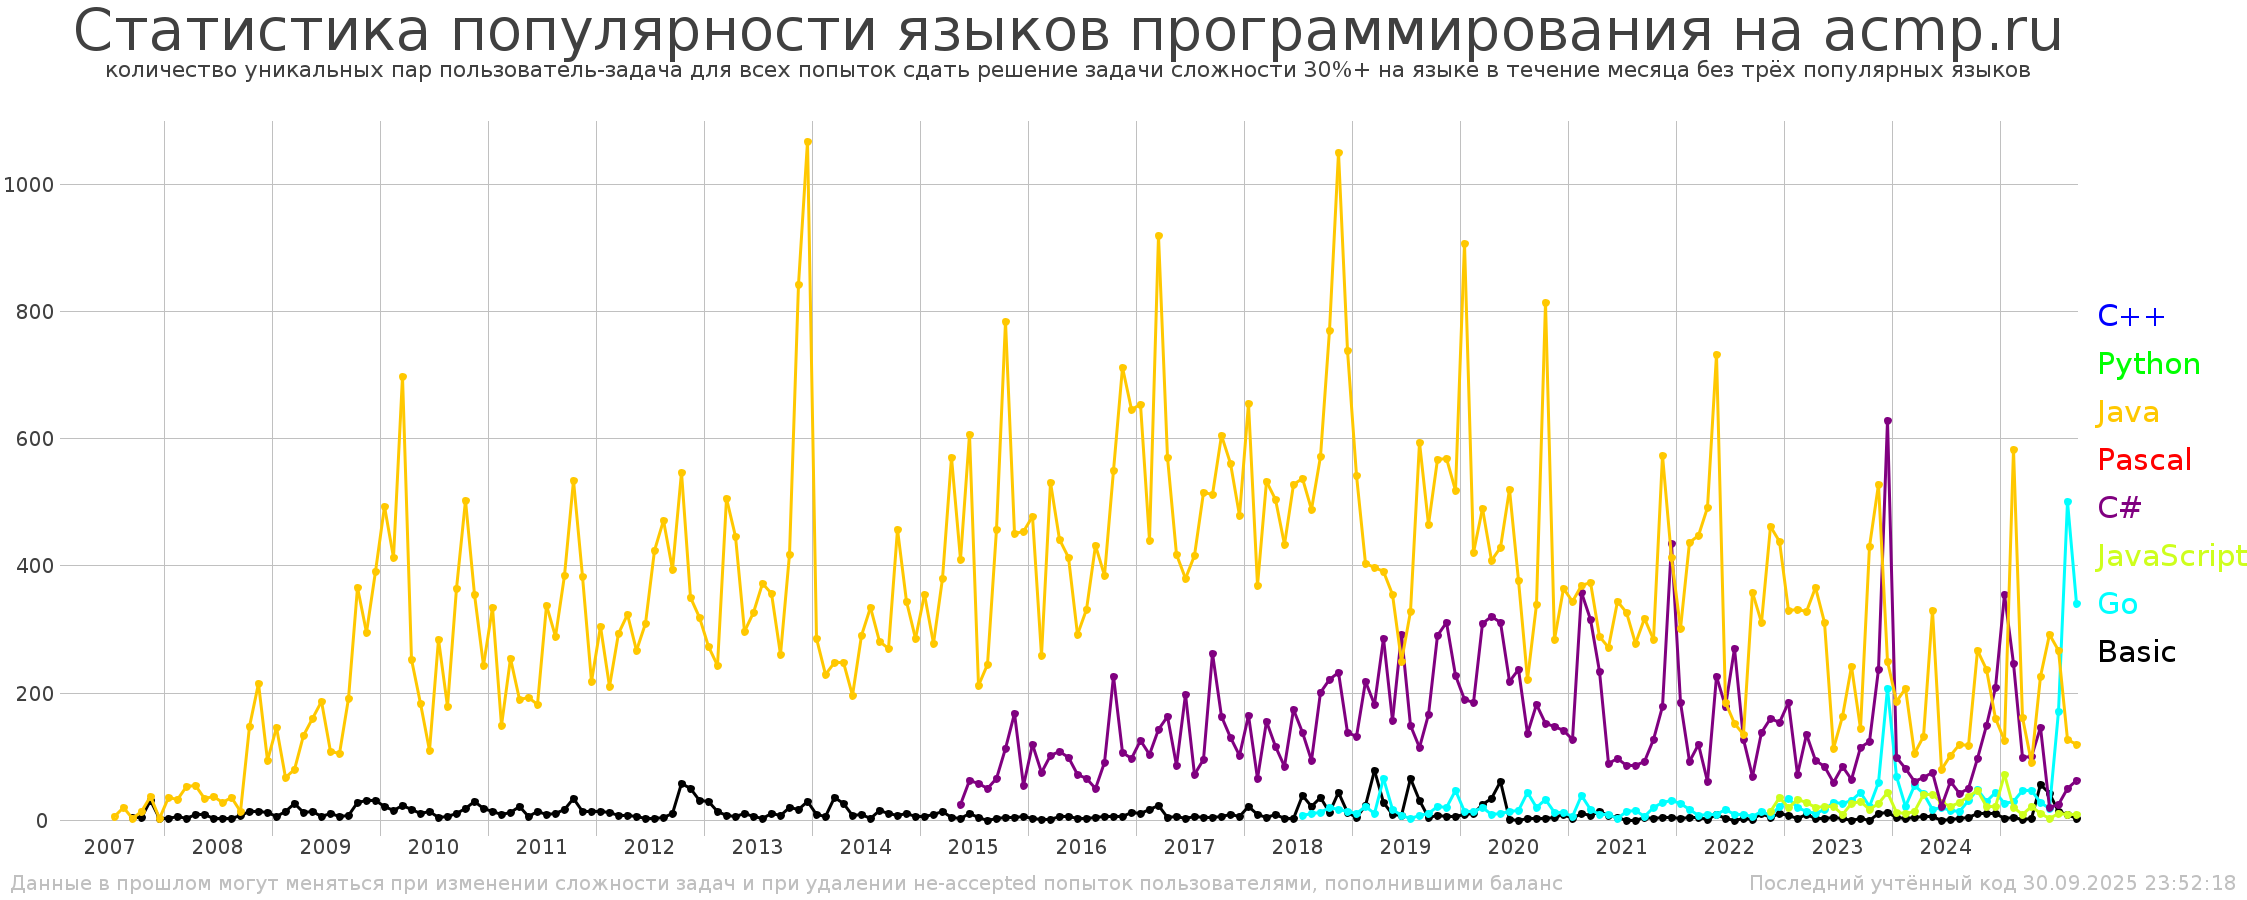 Статистика популярности языков программирования на acmp.ru
количество уникальных пар пользователь-задача для всех попыток сдать решение задачи сложности 30%+ на языке в течение месяца без трёх популярных языков
1000
800
600
400
200
0
C++
Python
Java
Pascal
C#
JavaScript
Go
Basic
2007 2008 2009 2010 2011 2012 2013 2014 2015 2016 2017 2018 2019 2020 2021 2022 2023 2024
Данные в прошлом могут меняться при изменении сложности задач и при удалении не-accepted попыток пользователями, пополнившими баланс
Последний учтённый код 30.09.2025 23:52:18